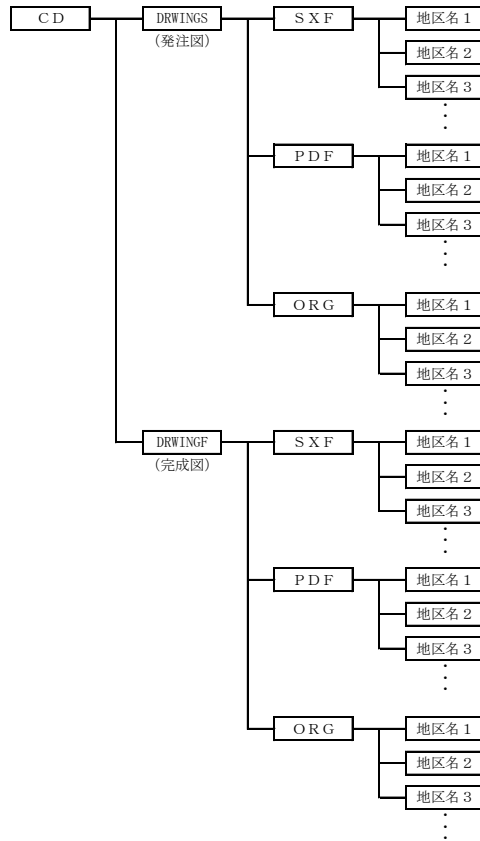 ＣＤ
DRWINGS
(発注図)
ＳＸＦ
地区名１
地区名２
地区名３
・・・
ＰＤＦ
地区名１
地区名２
地区名３
・・・
ＯＲＧ
地区名１
地区名２
地区名３
・・・
DRWINGF
(完成図)
ＳＸＦ
地区名１
地区名２
地区名３
・・・
ＰＤＦ
地区名１
地区名２
地区名３
・・・
ＯＲＧ
地区名１
地区名２
地区名３
・・・